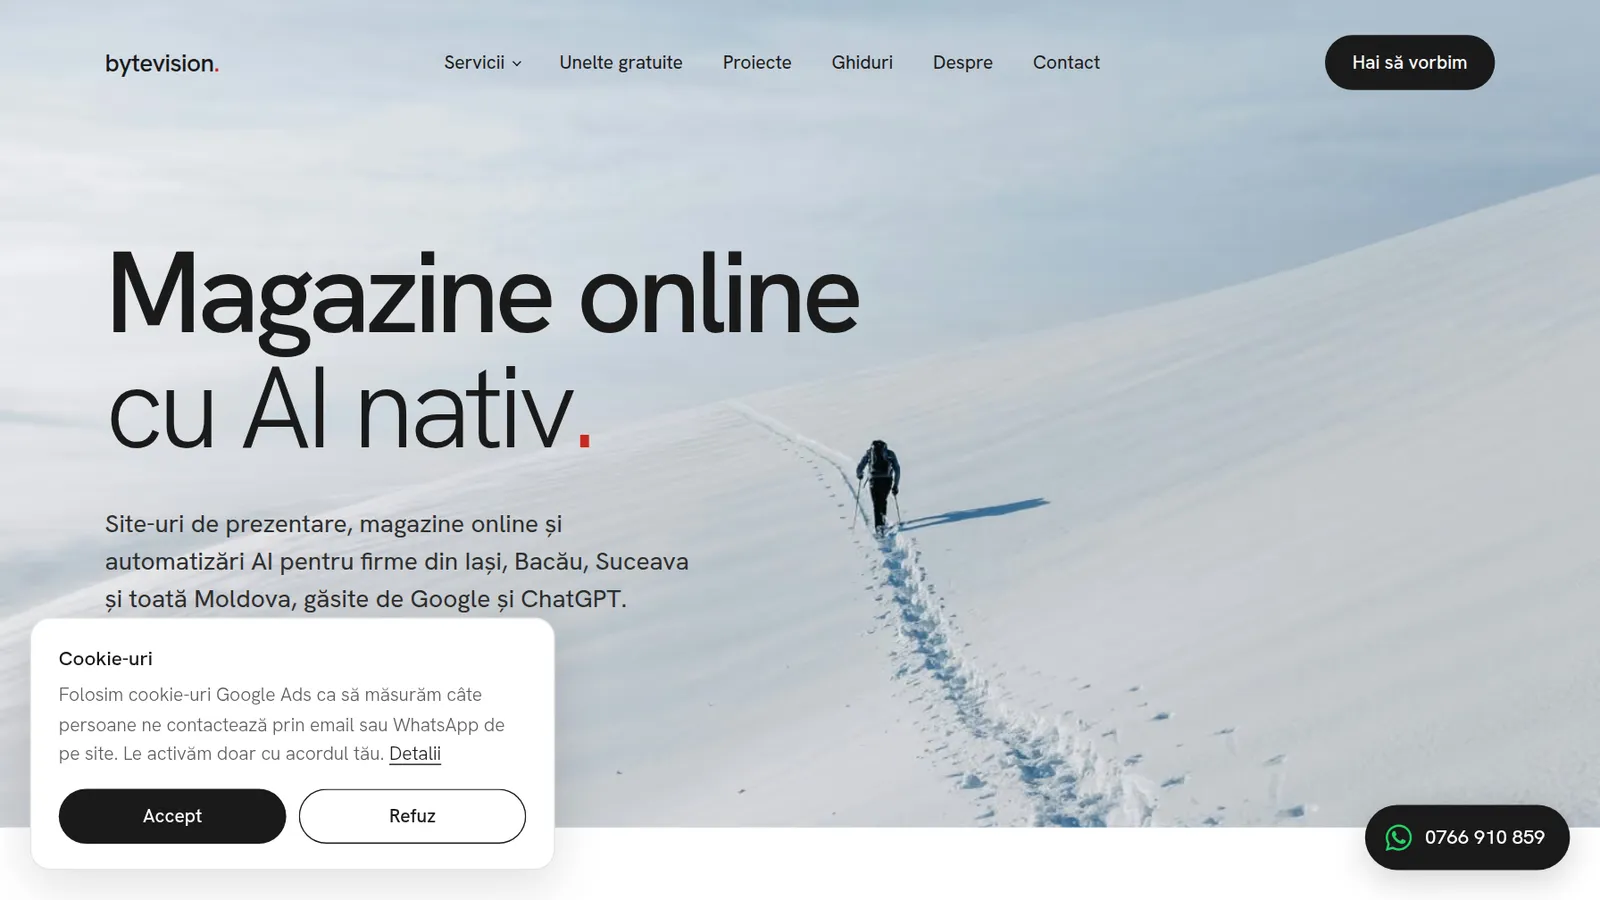 bytevision.
Servicii
Unelte gratuite
Proiecte
Ghiduri
Despre
Contact
Hai să vorbim
Magazine online
cu AI nativ.
Site-uri de prezentare, magazine online și
automatizări AI pentru firme din Iași, Bacău, Suceava
și toată Moldova, găsite de Google și ChatGPT.
Cookie-uri
Folosim cookie-uri Google Ads ca să măsurăm câte
persoane ne contactează prin email sau WhatsApp de
pe site. Le activăm doar cu acordul tău. Detalii
Accept
Refuz
0766 910 859